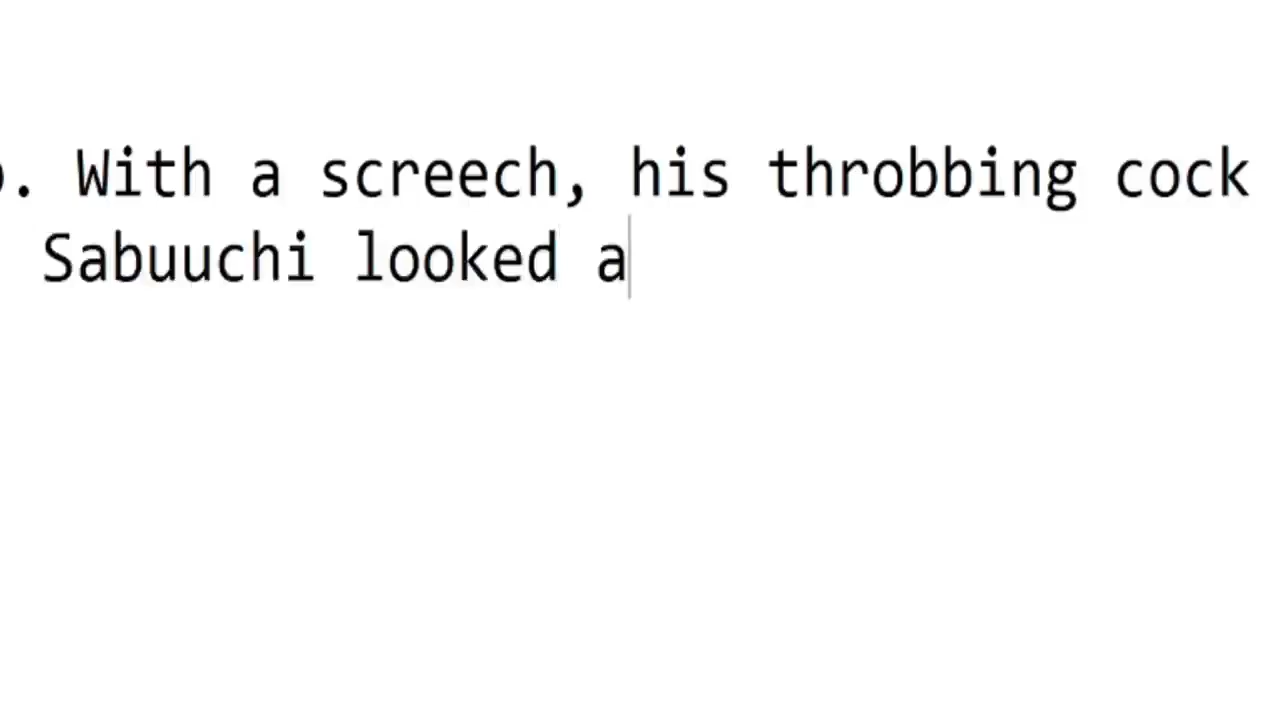 . With a screech, his throbbing cock
Sabuuchi looked a